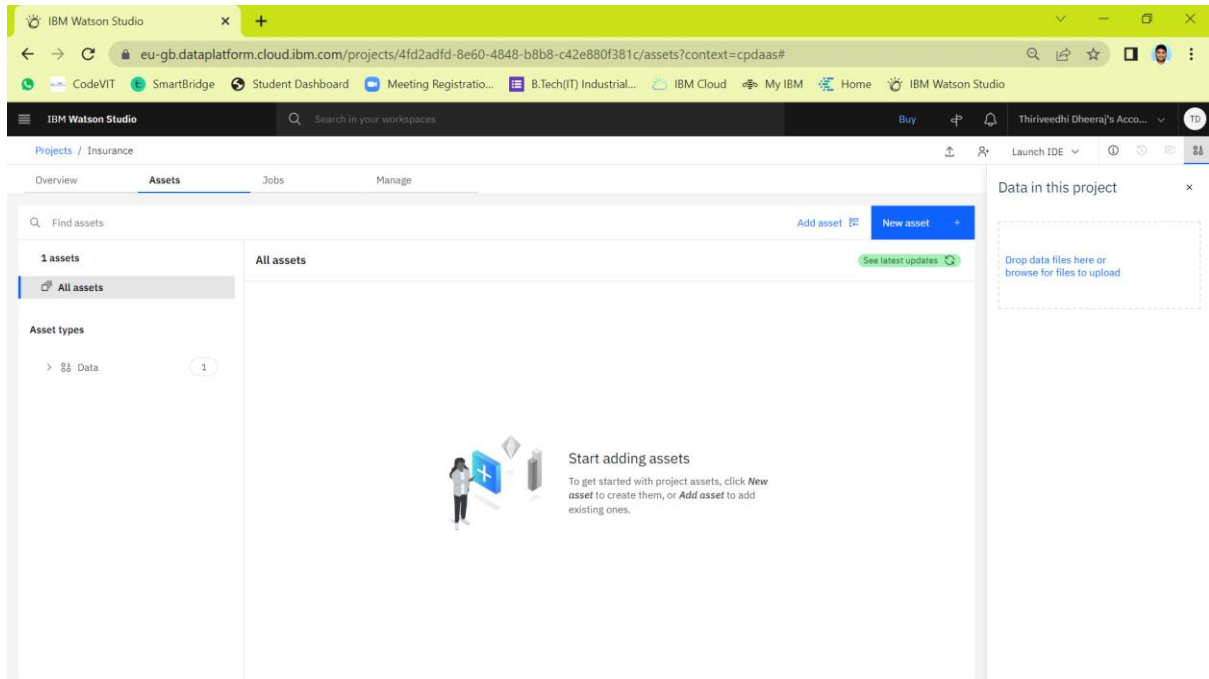 IBM Watson Studio
eu-gb.dataplatform.cloud.ibm.com/projects/4fd2adfd-8e60-4848-b8b8-c42e880f381c/assets?context=cpdaas#
CodeVIT SmartBridge Student Dashboard Meeting Registratio... B.Tech(IT) Industrial... IBM Cloud My IBM Home IBM Watson Studio
IBM Watson Studio Search in your workspaces Buy Thiriveedhi Dheeraj's Acco... TD
Projects / Insurance Launch IDE
Overview Assets Jobs Manage
Data in this project
Find assets Add asset New asset +
1 assets
All assets See latest updates
Drop data files here or
browse for files to upload
All assets
Asset types
Data 1
Start adding assets
To get started with project assets, click New
asset to create them, or Add asset to add
existing ones.